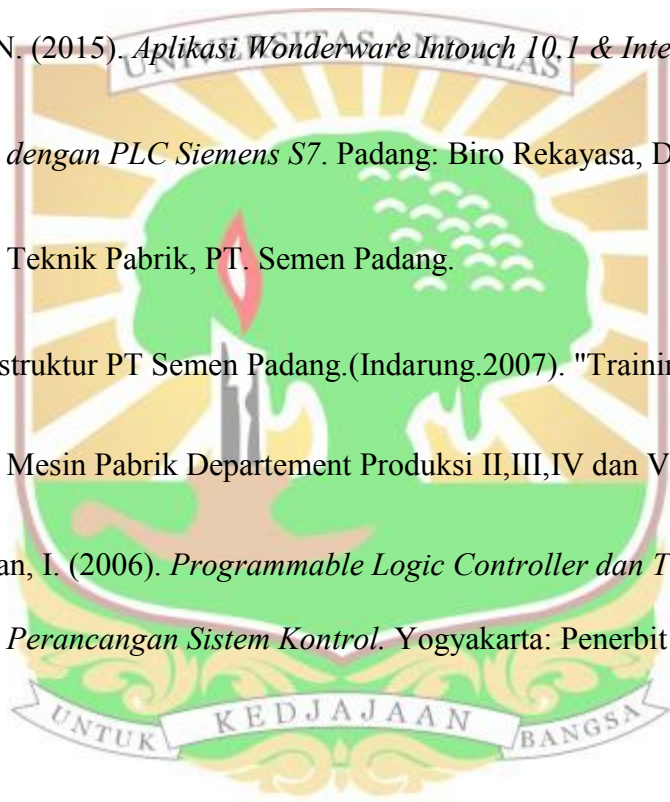 UNIVERSITAS ANDALAS
N. (2015). Aplikasi Wonderware Intouch 10.1 & Inte
dengan PLC Siemens S7. Padang: Biro Rekayasa, D
Teknik Pabrik, PT. Semen Padang.
struktur PT Semen Padang.(Indarung.2007). "Trainin
Mesin Pabrik Departement Produksi II,III,IV dan V
an, I. (2006). Programmable Logic Controller dan T
Perancangan Sistem Kontrol. Yogyakarta: Penerbit
UNTUK KEDJAJAAN BANGSA